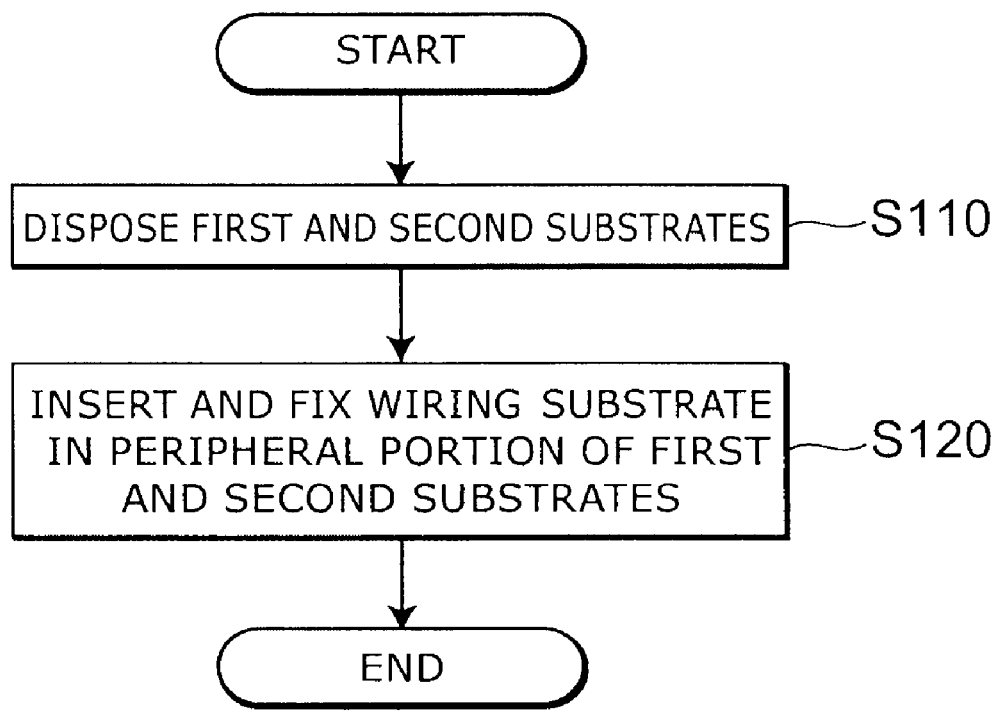 START
DISPOSE FIRST AND SECOND SUBSTRATES
S110
INSERT AND FIX WIRING SUBSTRATE
IN PERIPHERAL PORTION OF FIRST
AND SECOND SUBSTRATES
S120
END